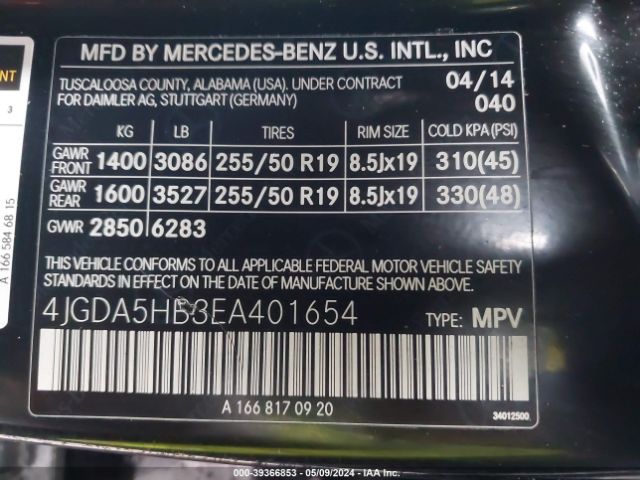 MFD BY MERCEDES-BENZ U.S. INTL., INC
TUSCALOOSA COUNTY, ALABAMA (USA). UNDER CONTRACT 04/14
FOR DAIMLER AG, STUTTGART (GERMANY) 040
KG LB TIRES RIM SIZE COLD KPA (PSI)
GAWR FRONT 1400 3086 255/50 R19 8.5Jx19 310(45)
GAWR REAR 1600 3527 255/50 R19 8.5Jx19 330(48)
GVWR 2850 6283
THIS VEHICLE CONFORMS TO ALL APPLICABLE FEDERAL MOTOR VEHICLE SAFETY
STANDARDS IN EFFECT ON THE DATE OF MANUFACTURE SHOWN ABOVE.
4JGDA5HB3EA401654 TYPE: MPV
A 166 817 09 20
34012500
A 166 584 68 15
3
000-39366853 - 05/09/2024 - IAA Inc.